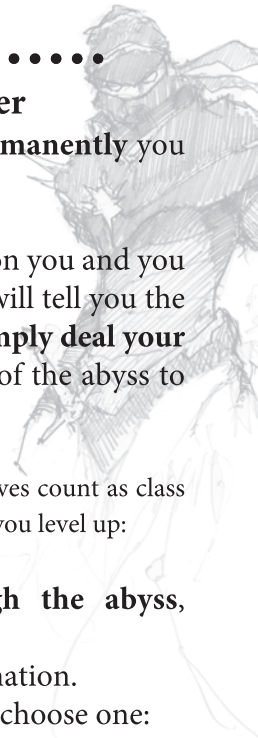 er
manently you
on you and you
will tell you the
mply deal your
of the abyss to
ves count as class
you level up:
gh the abyss,
nation.
choose one: